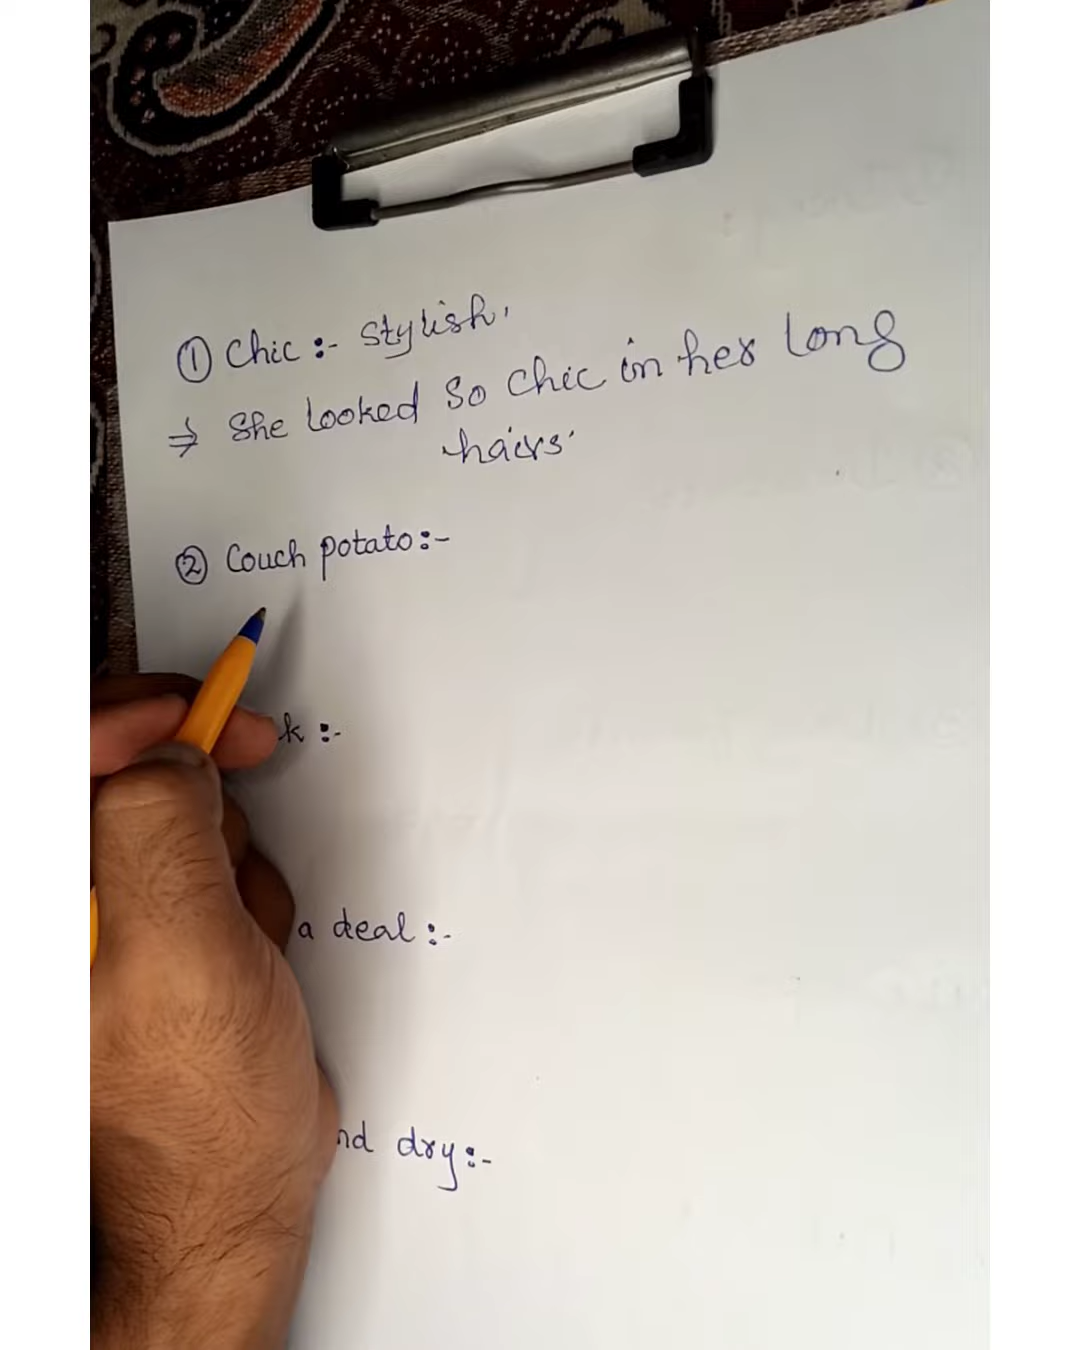 ① Chic :- Stylish.
⇒ She looked so chic in her long
hairs.
② Couch potato :-
k :-
a deal :-
nd dry :-